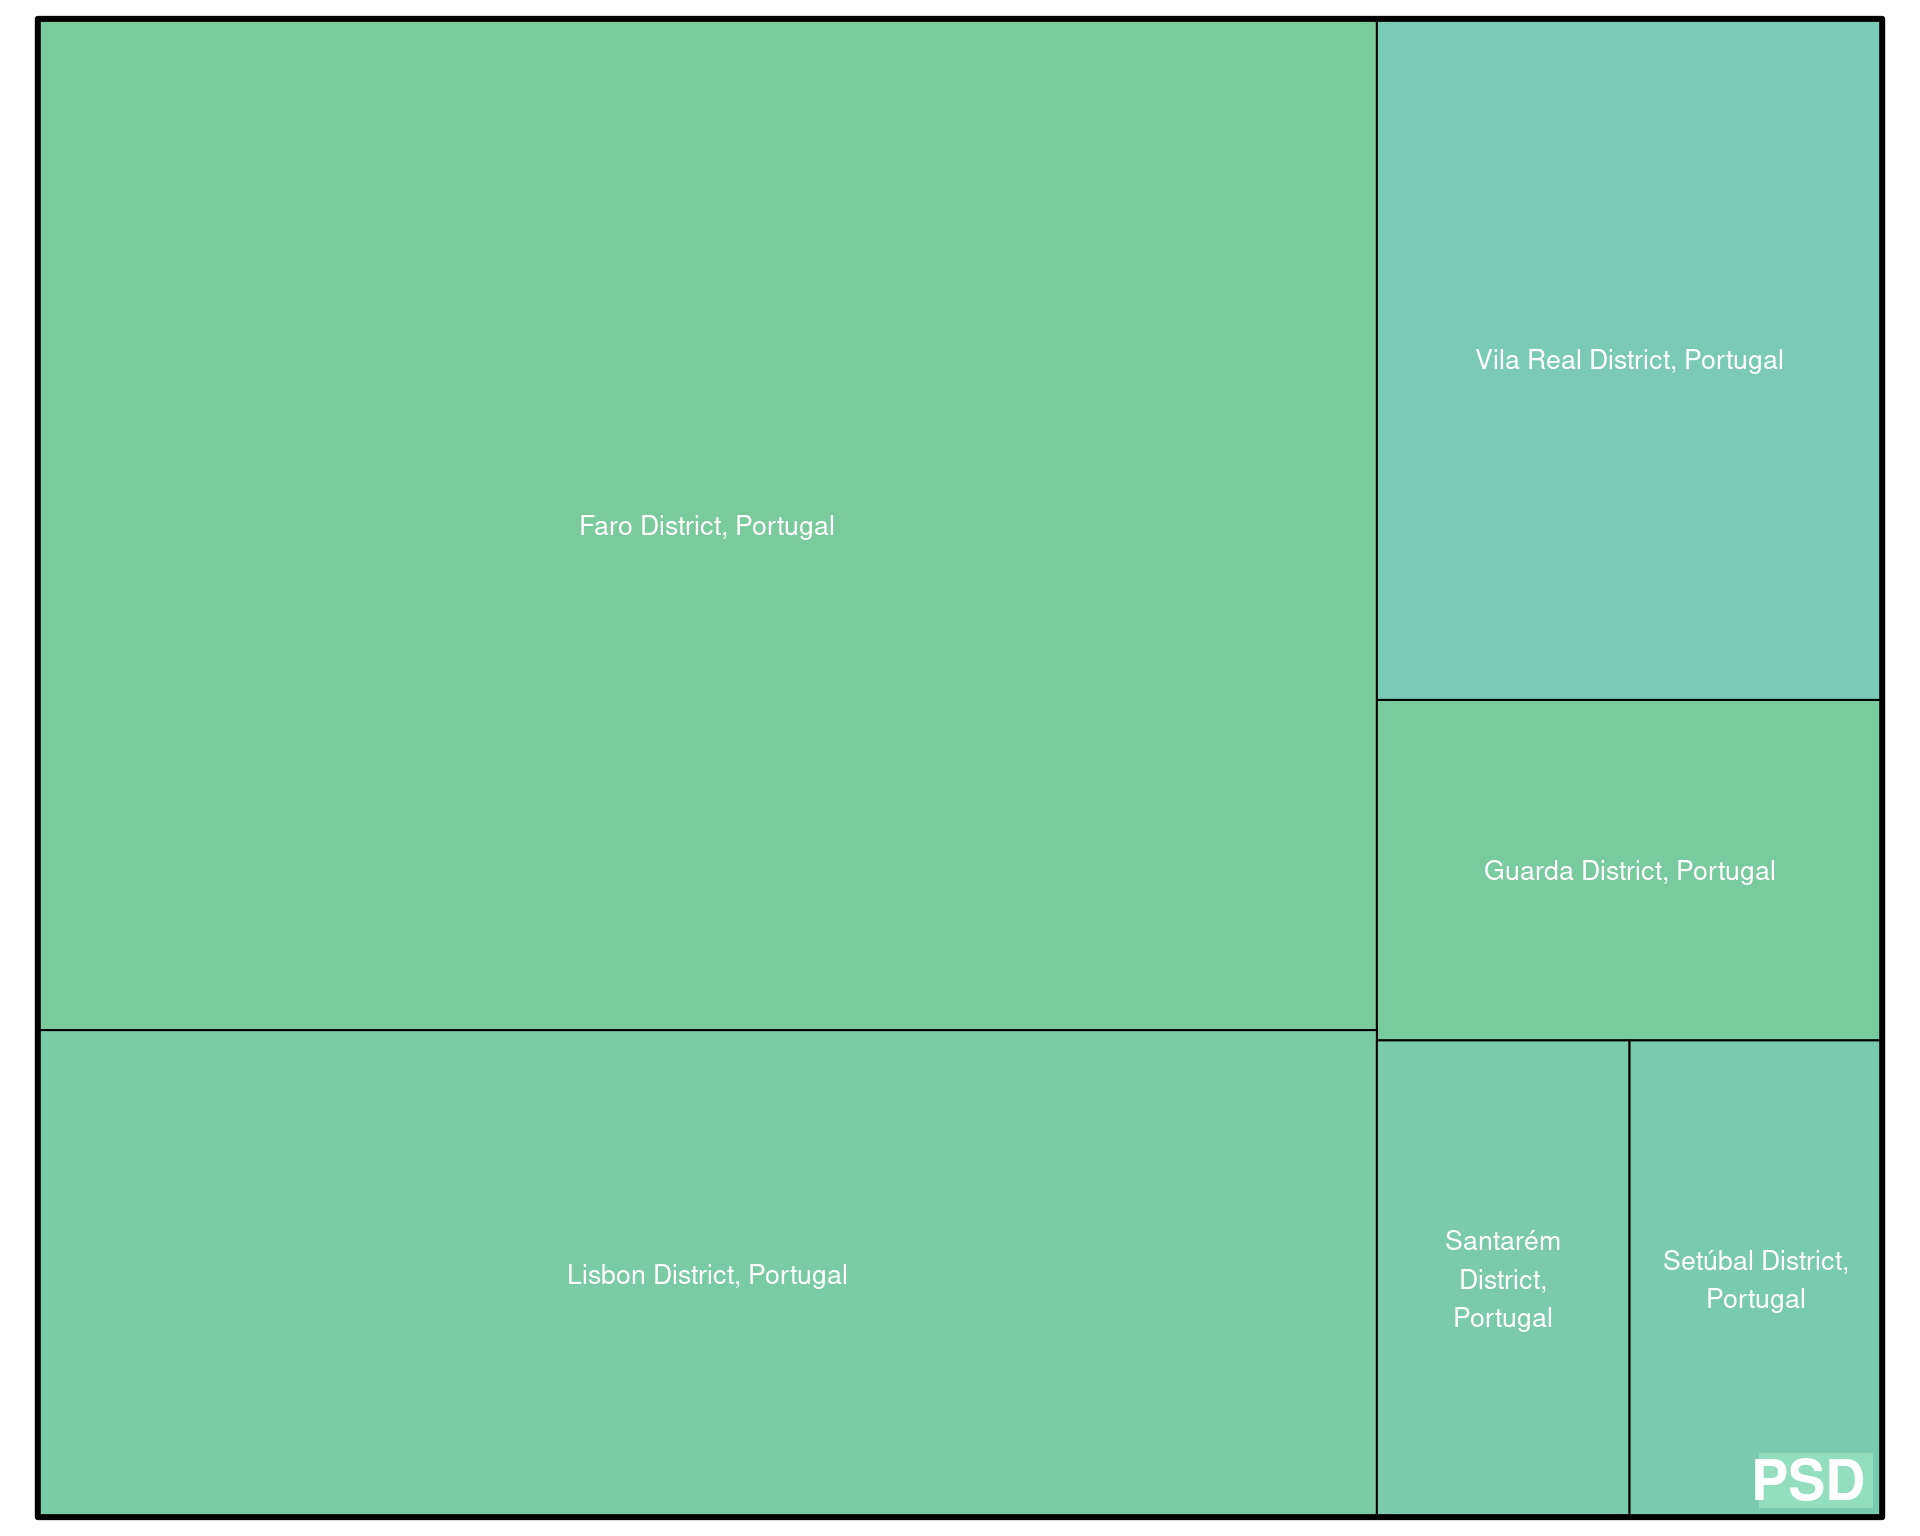 Faro District, Portugal
Vila Real District, Portugal
Guarda District, Portugal
Lisbon District, Portugal
Santarém
District,
Portugal
Setúbal District,
Portugal
PSD